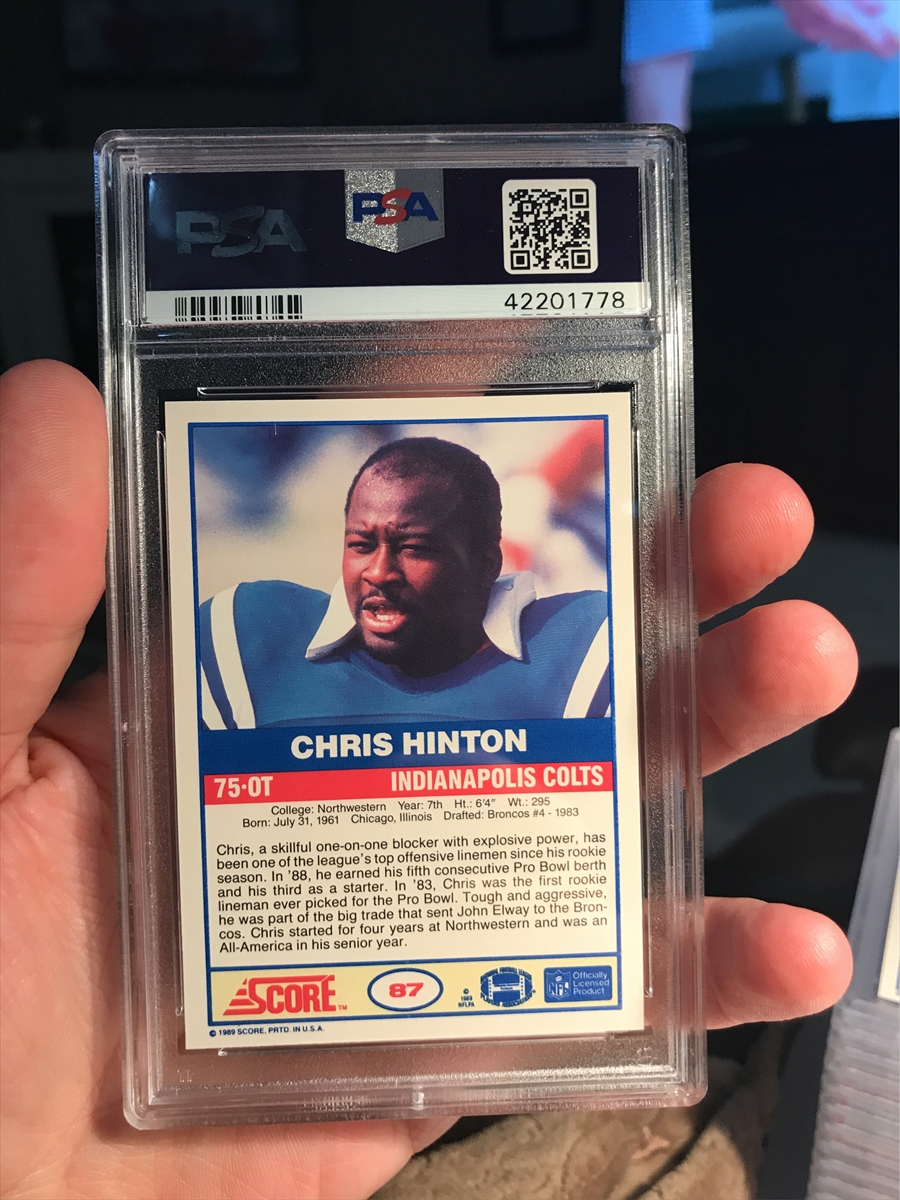 PSA
PSA
42201778
CHRIS HINTON
75·OT INDIANAPOLIS COLTS
College: Northwestern Year: 7th Ht.: 6'4" Wt.: 295
Born: July 31, 1961 Chicago, Illinois Drafted: Broncos #4 - 1983
Chris, a skillful one-on-one blocker with explosive power, has
been one of the league's top offensive linemen since his rookie
season. In '88, he earned his fifth consecutive Pro Bowl berth
and his third as a starter. In '83, Chris was the first rookie
lineman ever picked for the Pro Bowl. Tough and aggressive,
he was part of the big trade that sent John Elway to the Bron-
cos. Chris started for four years at Northwestern and was an
All-America in his senior year.
SCORE™
87
©
1989
NFLPA
NFL
Officially
Licensed
Product
© 1989 SCORE, PRTD. IN U.S.A.